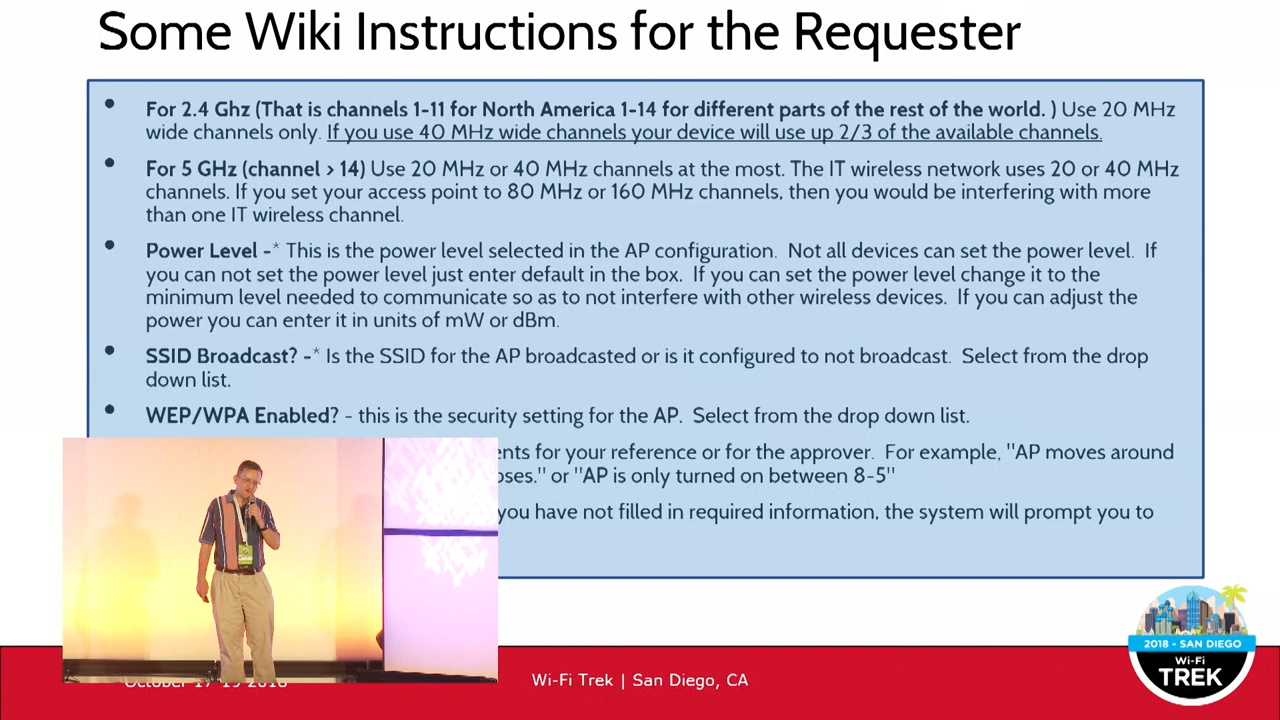 Some Wiki Instructions for the Requester
• For 2.4 Ghz (That is channels 1-11 for North America 1-14 for different parts of the rest of the world. ) Use 20 MHz
wide channels only. If you use 40 MHz wide channels your device will use up 2/3 of the available channels.
• For 5 GHz (channel > 14) Use 20 MHz or 40 MHz channels at the most. The IT wireless network uses 20 or 40 MHz
channels. If you set your access point to 80 MHz or 160 MHz channels, then you would be interfering with more
than one IT wireless channel.
• Power Level -* This is the power level selected in the AP configuration. Not all devices can set the power level. If
you can not set the power level just enter default in the box. If you can set the power level change it to the
minimum level needed to communicate so as to not interfere with other wireless devices. If you can adjust the
power you can enter it in units of mW or dBm.
• SSID Broadcast? -* Is the SSID for the AP broadcasted or is it configured to not broadcast. Select from the drop
down list.
• WEP/WPA Enabled? - this is the security setting for the AP. Select from the drop down list.
for your reference or for the approver. For example, "AP moves around
or "AP is only turned on between 8-5"
you have not filled in required information, the system will prompt you to
Wi-Fi Trek | San Diego, CA
2018 - SAN DIEGO
Wi-Fi
TREK